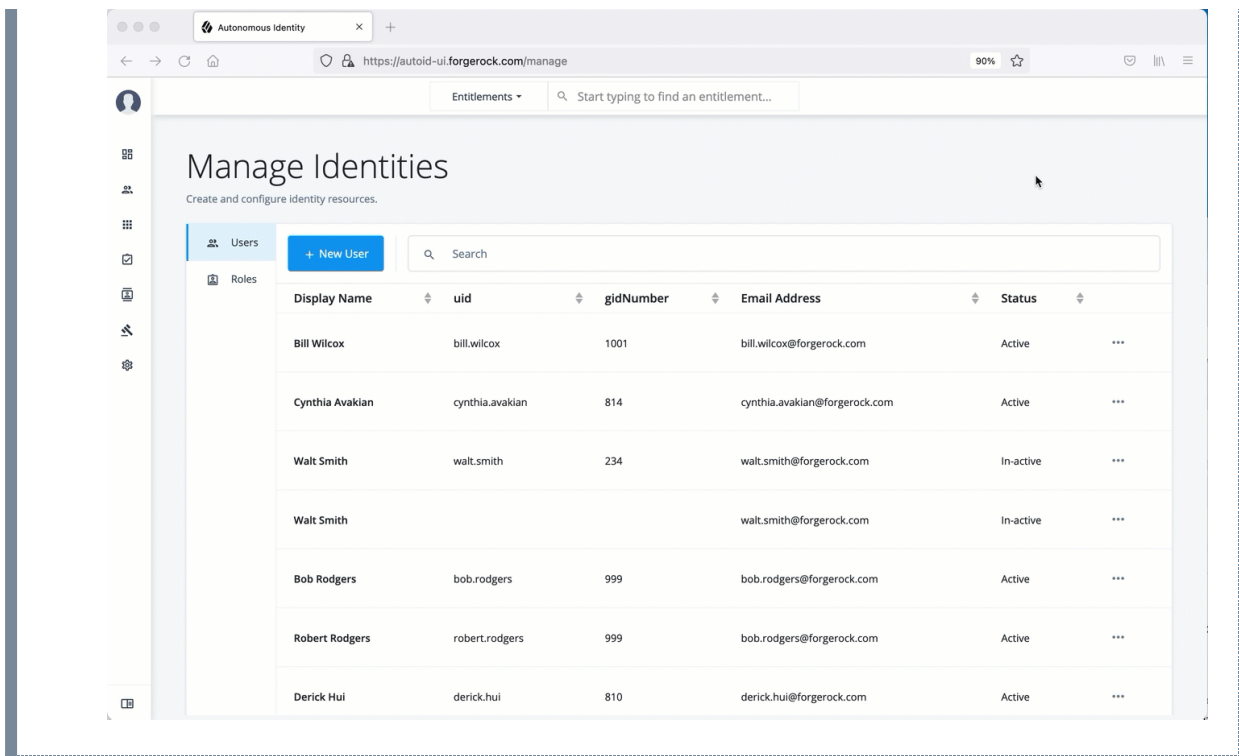 Autonomous Identity
https://autoid-ui.forgerock.com/manage
90%
Entitlements
Start typing to find an entitlement...
Manage Identities
Create and configure identity resources.
Users
+ New User
Search
Roles
Display Name uid gidNumber Email Address Status
Bill Wilcox bill.wilcox 1001 bill.wilcox@forgerock.com Active
Cynthia Avakian cynthia.avakian 814 cynthia.avakian@forgerock.com Active
Walt Smith walt.smith 234 walt.smith@forgerock.com In-active
Walt Smith walt.smith@forgerock.com In-active
Bob Rodgers bob.rodgers 999 bob.rodgers@forgerock.com Active
Robert Rodgers robert.rodgers 999 bob.rodgers@forgerock.com Active
Derick Hui derick.hui 810 derick.hui@forgerock.com Active